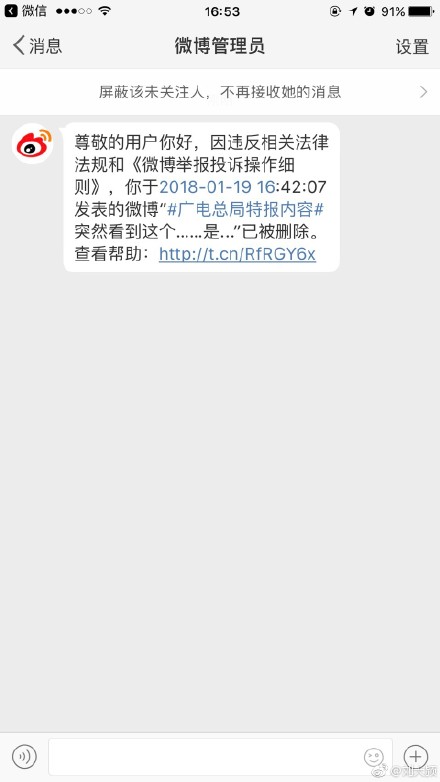 微信 16:53 91%
消息 微博管理员 设置
屏蔽该未关注人，不再接收她的消息
尊敬的用户你好，因违反相关法律
法规和《微博举报投诉操作细
则》，你于2018-01-19 16:42:07
发表的微博“#广电总局特报内容#
突然看到这个……是...”已被删除。
查看帮助：http://t.cn/RfRGY6x